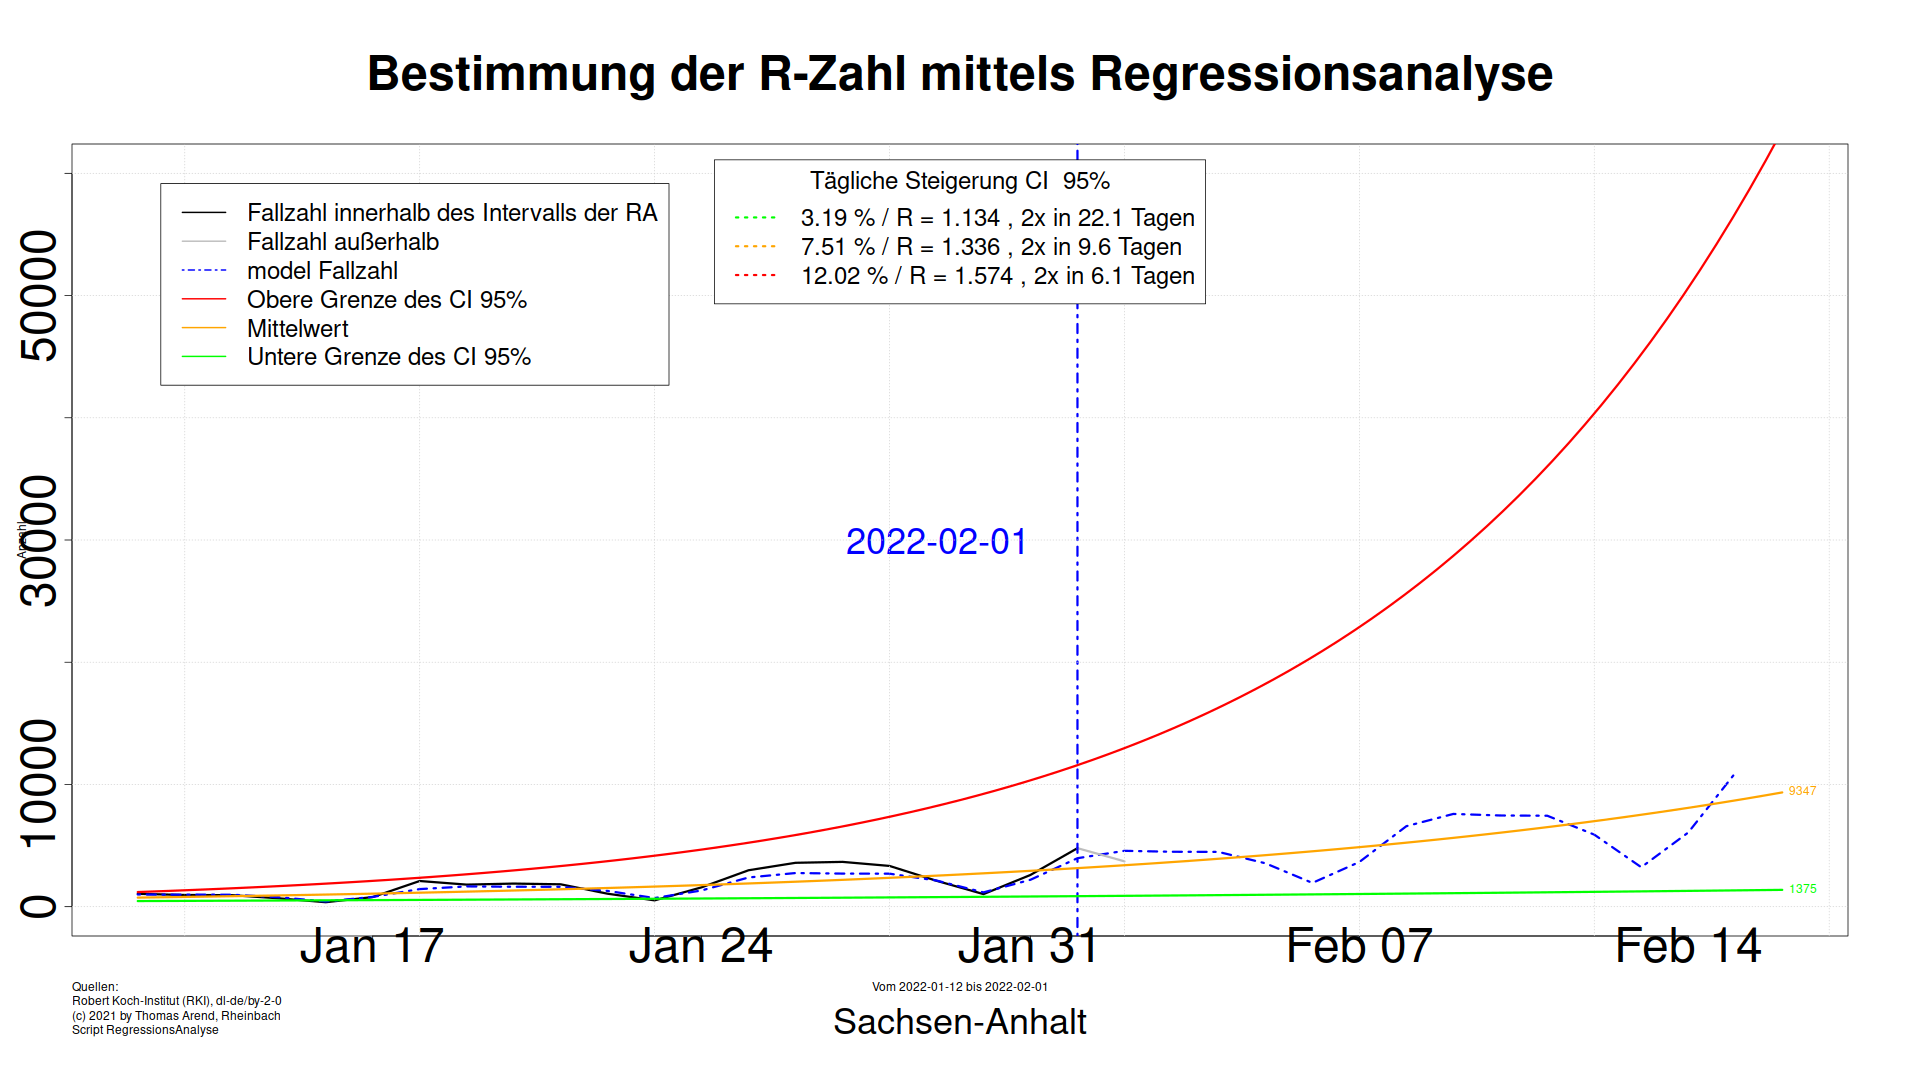 Bestimmung der R-Zahl mittels Regressionsanalyse
Fallzahl innerhalb des Intervalls der RA
Fallzahl außerhalb
model Fallzahl
Obere Grenze des CI 95%
Mittelwert
Untere Grenze des CI 95%
Tägliche Steigerung CI  95%
3.19 % / R = 1.134 , 2x in 22.1 Tagen
7.51 % / R = 1.336 , 2x in 9.6 Tagen
12.02 % / R = 1.574 , 2x in 6.1 Tagen
50000
30000
10000
0
Anzahl
2022-02-01
9347
1375
Jan 17
Jan 24
Jan 31
Feb 07
Feb 14
Quellen:
Robert Koch-Institut (RKI), dl-de/by-2-0
(c) 2021 by Thomas Arend, Rheinbach
Script RegressionsAnalyse
Vom 2022-01-12 bis 2022-02-01
Sachsen-Anhalt